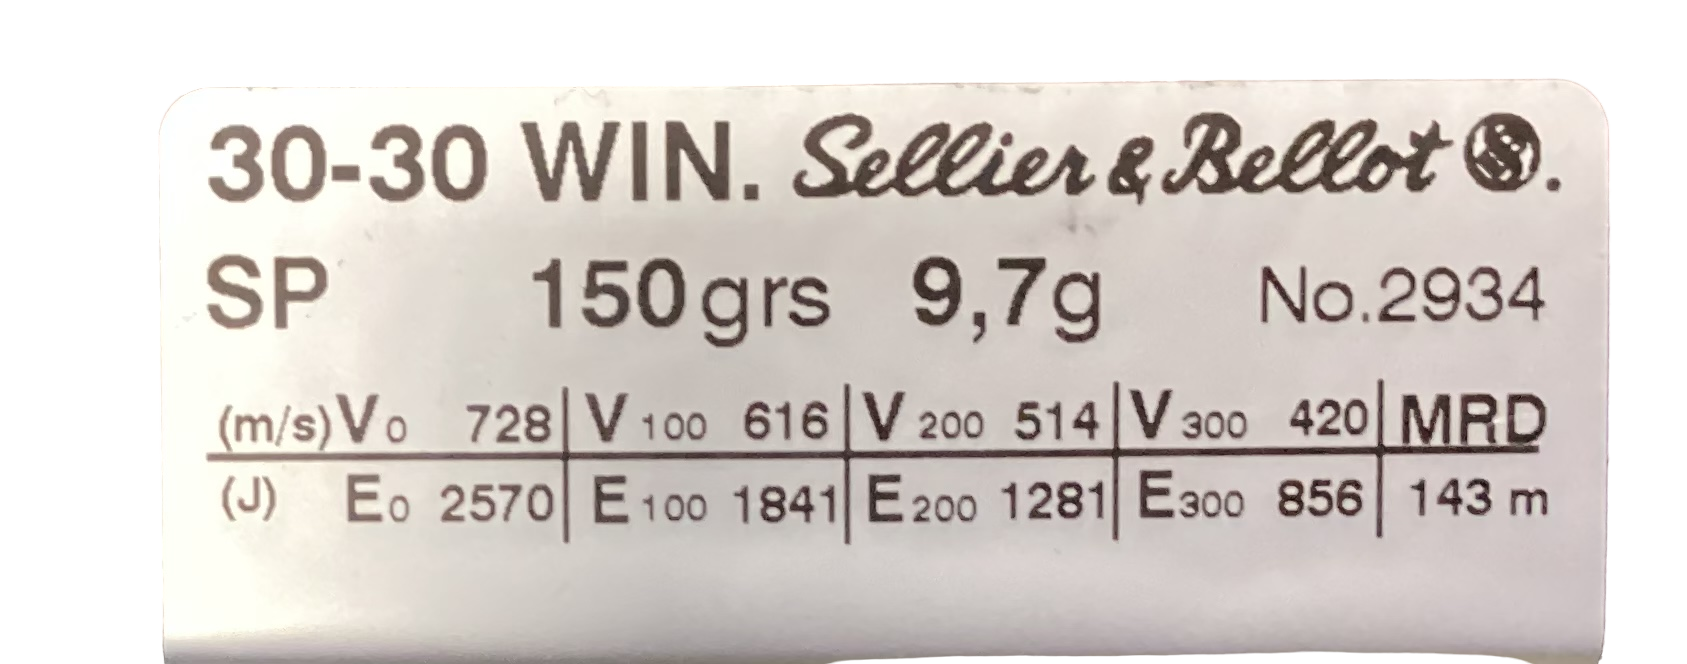 30-30 WIN. Sellier & Bellot S.
SP 150grs 9,7g No.2934
(m/s) V0 728 | V100 616 | V200 514 | V300 420 | MRD
(J) E0 2570 | E100 1841 | E200 1281 | E300 856 | 143 m